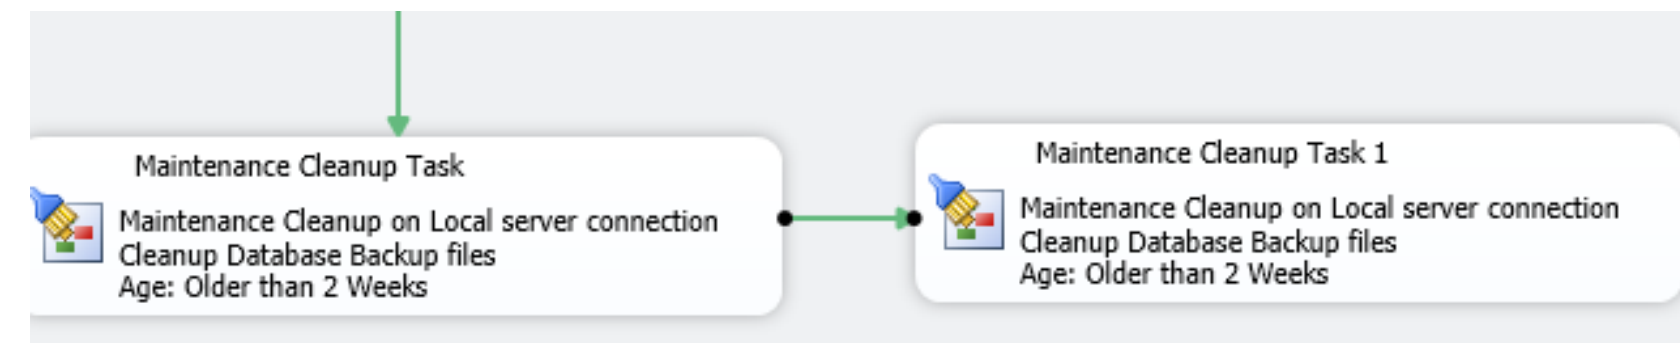 Maintenance Cleanup Task
Maintenance Cleanup on Local server connection
Cleanup Database Backup files
Age: Older than 2 Weeks
Maintenance Cleanup Task 1
Maintenance Cleanup on Local server connection
Cleanup Database Backup files
Age: Older than 2 Weeks